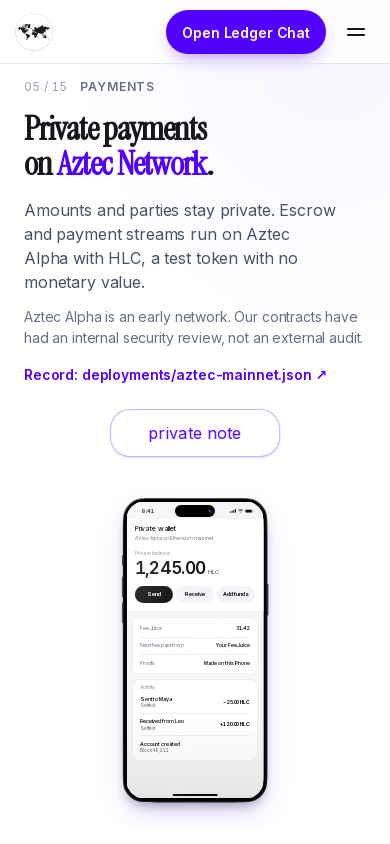 Open Ledger Chat
05 / 15 PAYMENTS
Private payments
on Aztec Network.
Amounts and parties stay private. Escrow
and payment streams run on Aztec
Alpha with HLC, a test token with no
monetary value.
Aztec Alpha is an early network. Our contracts have
had an internal security review, not an external audit.
Record: deployments/aztec-mainnet.json ↗
private note
9:41
Private wallet
Aztec Alpha on Ethereum mainnet
Private balance
1,245.00 HLC
Send Receive Add funds
Fee Juice 31.42
Next fee paid from Your Fee Juice
Proofs Made on this Phone
Activity
Sent to Maya −25.00 HLC
Settled
Received from Leo +120.00 HLC
Settled
Account created